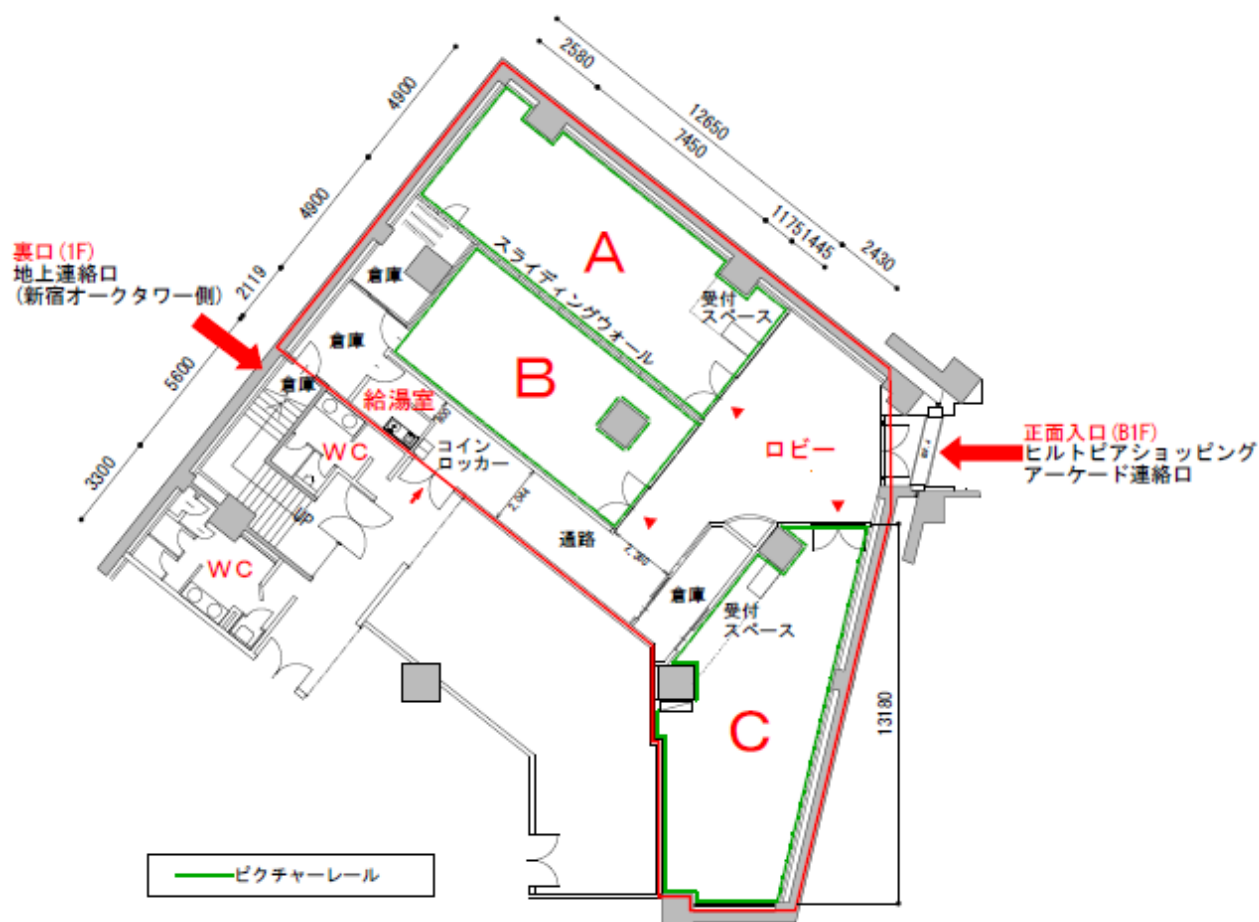 2580
12650
7450
11751445
2430
4900
4900
2119
5600
3300
裏口(1F)
地上連絡口
(新宿オークタワー側)
A
スライディングウォール
受付
スペース
倉庫
倉庫
倉庫
B
給湯室
800
コイン
ロッカー
WC
UP
WC
ロビー
正面入口(B1F)
ヒルトピアショッピング
アーケード連絡口
通路
倉庫
受付
スペース
C
13180
ピクチャーレール